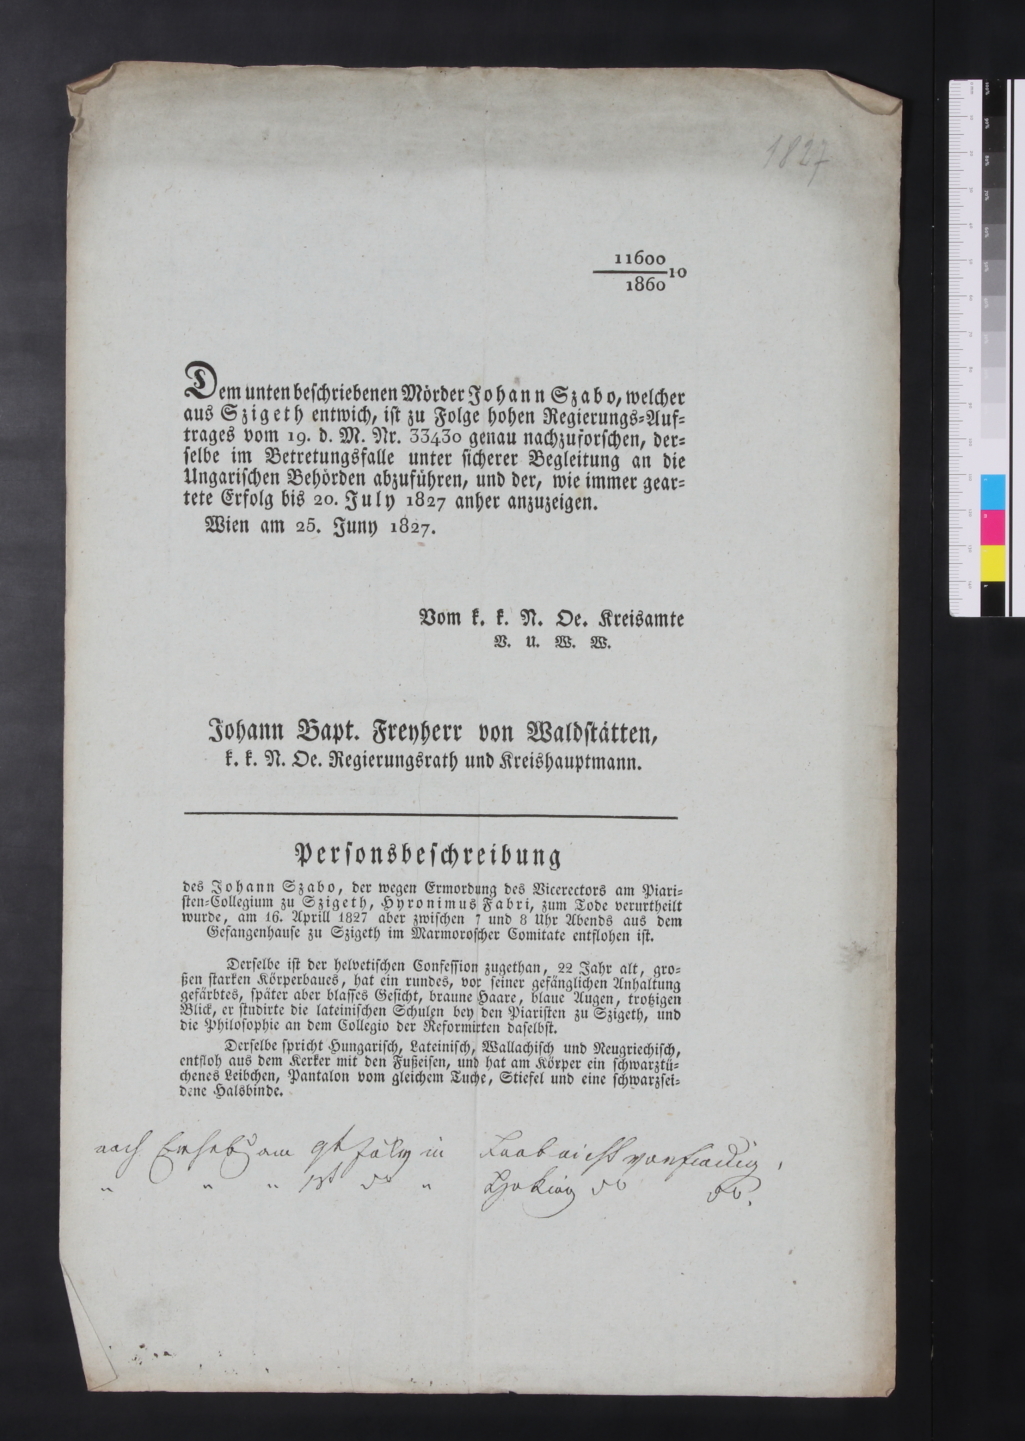 1827
11600
10
1860
Dem unten beschriebenen Mörder Johann Szabo, welcher
aus Szigeth entwich, ist zu Folge hohen Regierungs-Auf-
trages vom 19. d. M. Nr. 33430 genau nachzuforschen, der-
selbe im Betretungsfalle unter sicherer Begleitung an die
Ungarischen Behörden abzuführen, und der, wie immer gear-
tete Erfolg bis 20. July 1827 anher anzuzeigen.
Wien am 25. Juny 1827.
Vom k. k. N. Oe. Kreisamte
V. U. W. W.
Johann Bapt. Freyherr von Waldstätten,
k. k. N. Oe. Regierungsrath und Kreishauptmann.
Personsbeschreibung
des Johann Szabo, der wegen Ermordung des Vicerectors am Piari-
sten-Collegium zu Szigeth, Hyronimus Fabri, zum Tode verurtheilt
wurde, am 16. Aprill 1827 aber zwischen 7 und 8 Uhr Abends aus dem
Gefangenhause zu Szigeth im Marmoroscher Comitate entflohen ist.
Derselbe ist der helvetischen Confession zugethan, 22 Jahr alt, gro-
ßen starken Körperbaues, hat ein rundes, vor seiner gefänglichen Anhaltung
gefärbtes, später aber blasses Gesicht, braune Haare, blaue Augen, trotzigen
Blick, er studirte die lateinischen Schulen bey den Piaristen zu Szigeth, und
die Philosophie an dem Collegio der Reformirten daselbst.
Derselbe spricht Hungarisch, Lateinisch, Wallachisch und Neugriechisch,
entfloh aus dem Kerker mit den Fußeisen, und hat am Körper ein schwarztü-
chenes Leibchen, Pantalon vom gleichem Tuche, Stiefel und eine schwarzsei-
dene Halsbinde.
nach am July in
" " " do " do do.